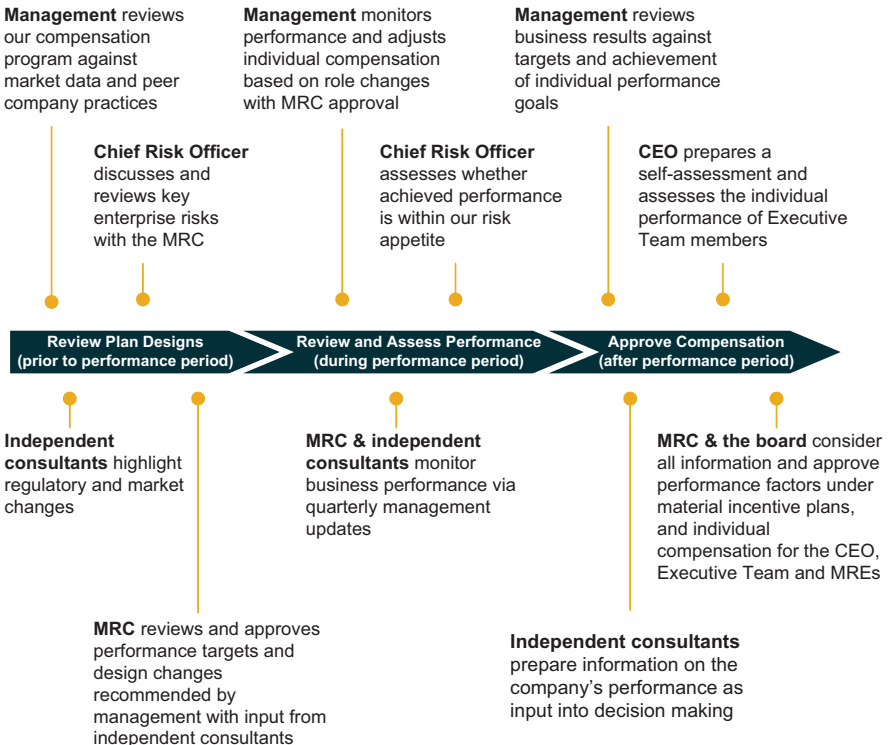 Management reviews
our compensation
program against
market data and peer
company practices
Management monitors
performance and adjusts
individual compensation
based on role changes
with MRC approval
Management reviews
business results against
targets and achievement
of individual performance
goals
Chief Risk Officer
discusses and
reviews key
enterprise risks
with the MRC
Chief Risk Officer
assesses whether
achieved performance
is within our risk
appetite
CEO prepares a
self-assessment and
assesses the individual
performance of Executive
Team members
Review Plan Designs
(prior to performance period)
Review and Assess Performance
(during performance period)
Approve Compensation
(after performance period)
Independent
consultants highlight
regulatory and market
changes
MRC & independent
consultants monitor
business performance via
quarterly management
updates
MRC & the board consider
all information and approve
performance factors under
material incentive plans,
and individual
compensation for the CEO,
Executive Team and MREs
MRC reviews and approves
performance targets and
design changes
recommended by
management with input from
independent consultants
Independent consultants
prepare information on the
company’s performance as
input into decision making